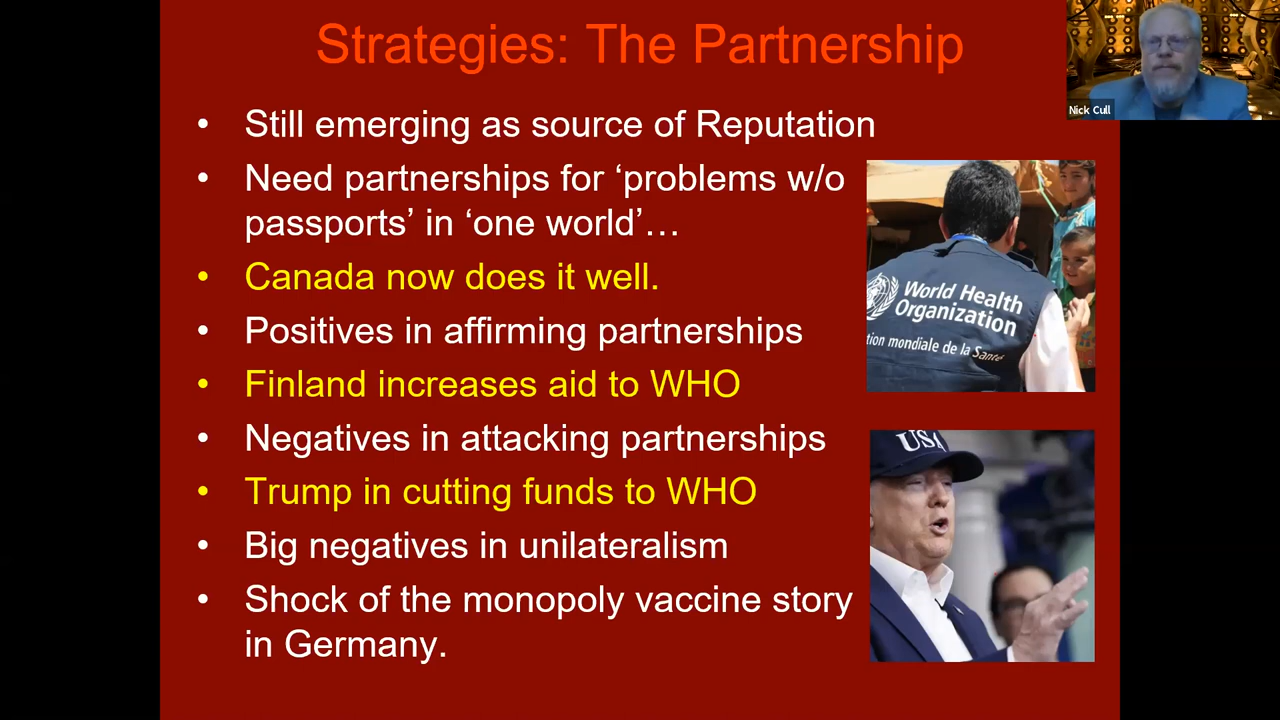 Strategies: The Partnership
Nick Cull
• Still emerging as source of Reputation
• Need partnerships for ‘problems w/o
passports’ in ‘one world’…
• Canada now does it well.
• Positives in affirming partnerships
• Finland increases aid to WHO
• Negatives in attacking partnerships
• Trump in cutting funds to WHO
• Big negatives in unilateralism
• Shock of the monopoly vaccine story
in Germany.
World Health
Organization
tion mondiale de la Santé
USA